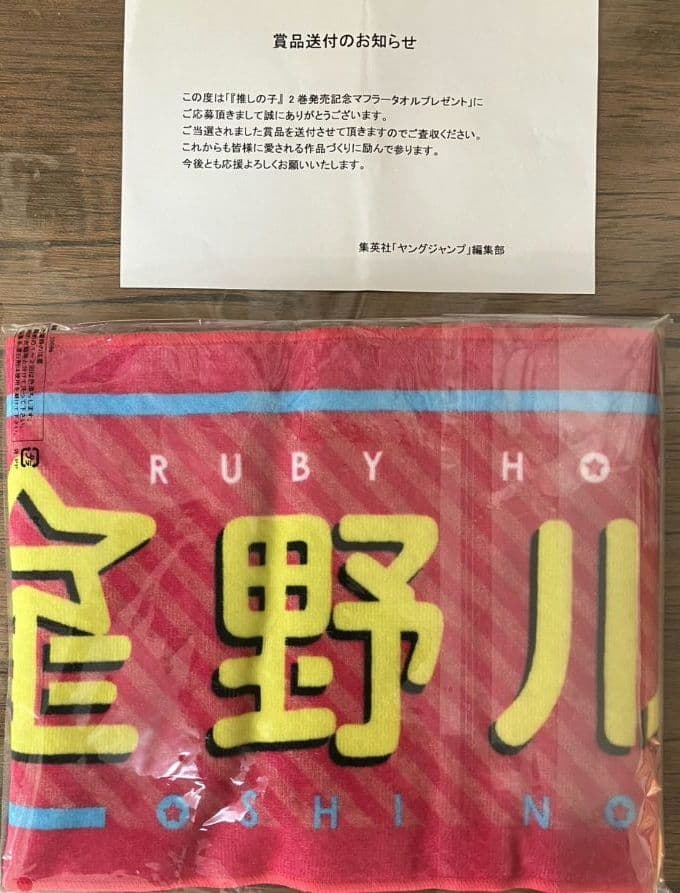 賞品送付のお知らせ
この度は「『推しの子』２巻発売記念マフラータオルプレゼント」に
ご応募頂きまして誠にありがとうございます。
ご当選されました賞品を送付させて頂きますのでご査収ください。
これからも皆様に愛される作品づくりに励んで参ります。
今後とも応援よろしくお願いいたします。
集英社「ヤングジャンプ」編集部
RUBY HO
野ル
OSHI NO